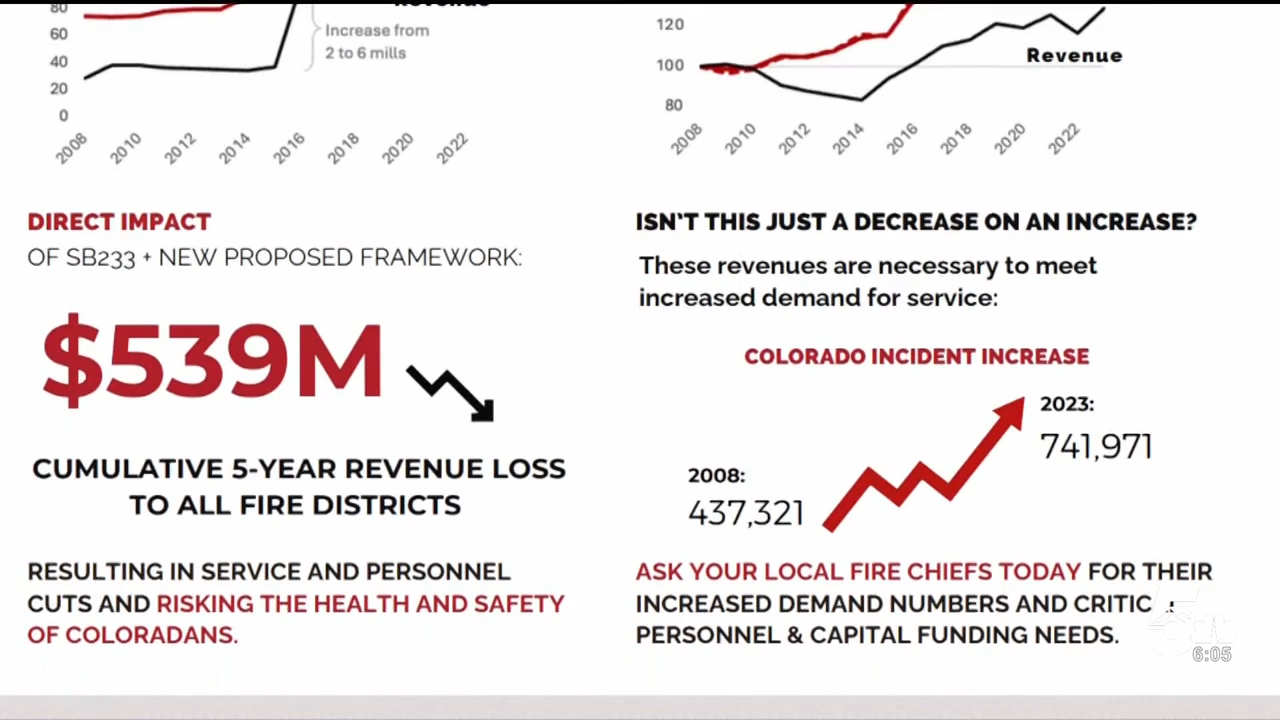 80
60
40
20
0
Increase from
2 to 6 mills
2008 2010 2012 2014 2016 2018 2020 2022
120
100
80
Revenue
2008 2010 2012 2014 2016 2018 2020 2022
DIRECT IMPACT
OF SB233 + NEW PROPOSED FRAMEWORK:
$539M
CUMULATIVE 5-YEAR REVENUE LOSS
TO ALL FIRE DISTRICTS
RESULTING IN SERVICE AND PERSONNEL
CUTS AND RISKING THE HEALTH AND SAFETY
OF COLORADANS.
ISN'T THIS JUST A DECREASE ON AN INCREASE?
These revenues are necessary to meet
increased demand for service:
COLORADO INCIDENT INCREASE
2023:
741,971
2008:
437,321
ASK YOUR LOCAL FIRE CHIEFS TODAY FOR THEIR
INCREASED DEMAND NUMBERS AND
PERSONNEL & CAPITAL FUNDING NEEDS.
5
6:05